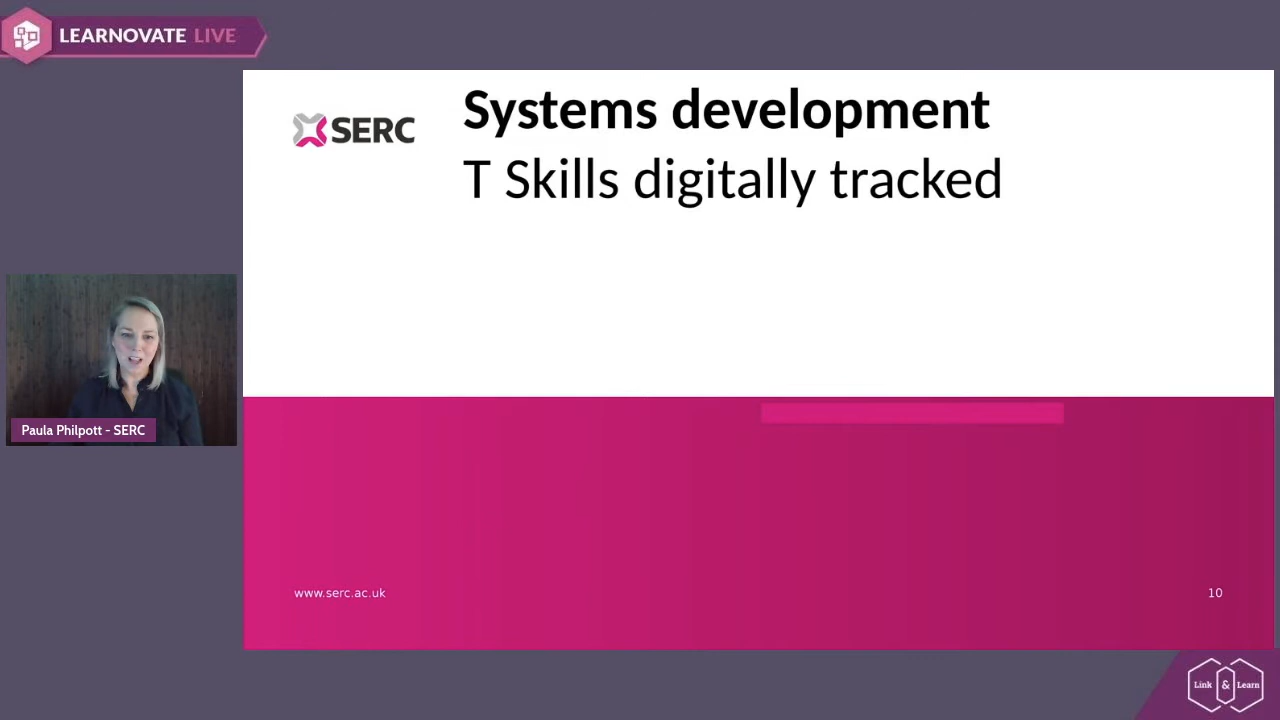 LEARNOVATE LIVE
SERC
Systems development
T Skills digitally tracked
Paula Philpott - SERC
www.serc.ac.uk
10
Link & Learn